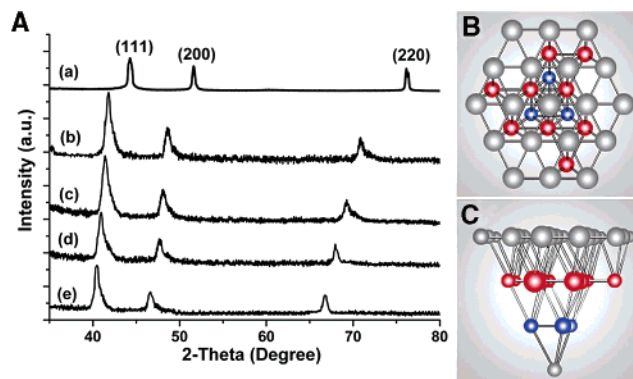 A
(111)
(200)
(220)
(a)
(b)
(c)
(d)
(e)
Intensity (a.u.)
40
50
60
70
80
2-Theta (Degree)
B
C